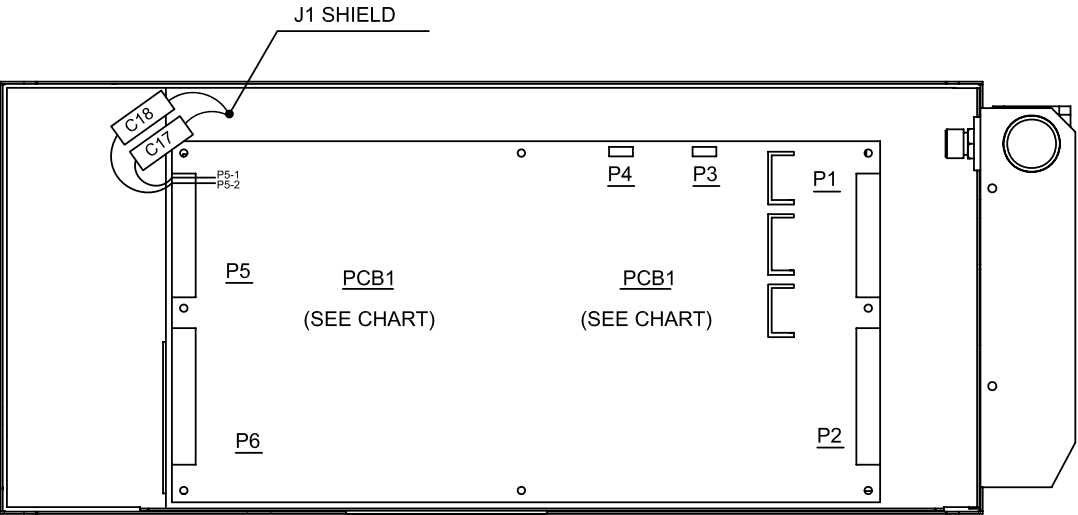 J1 SHIELD
C18
C17
P5-1
P5-2
P4
P3
P1
P5
PCB1
(SEE CHART)
PCB1
(SEE CHART)
P6
P2